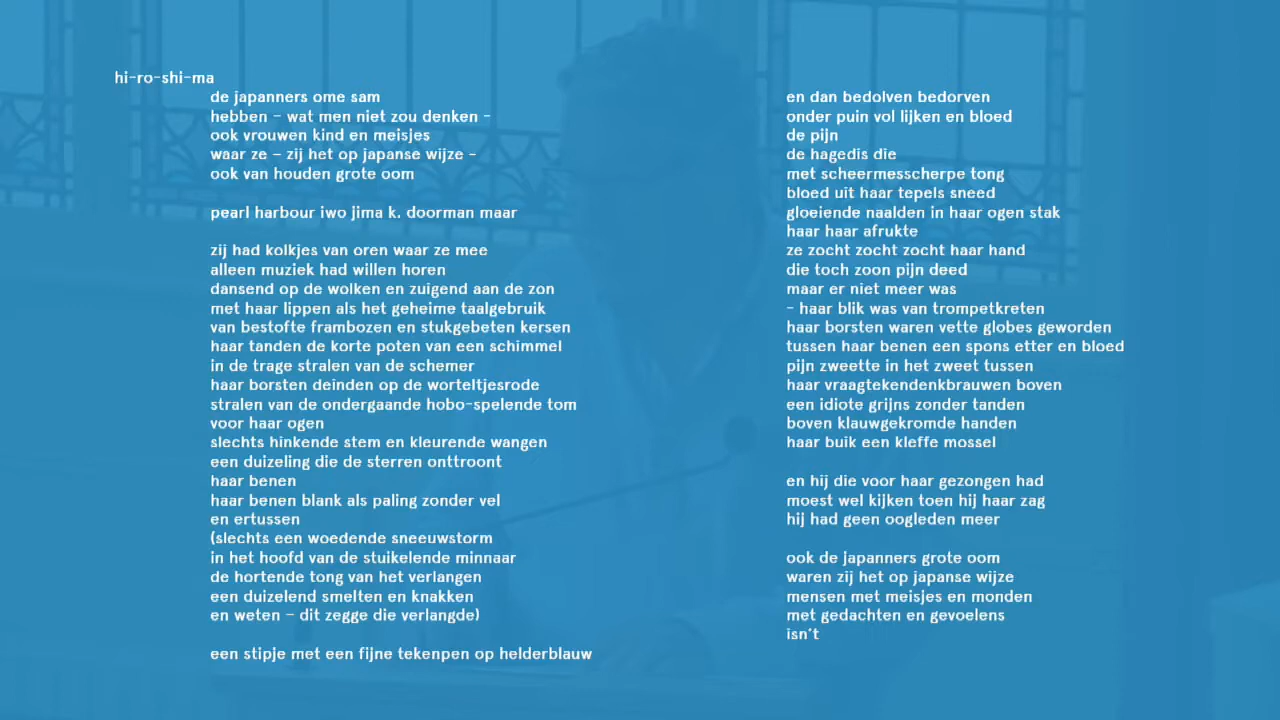 hi-ro-shi-ma
de japanners ome sam
hebben – wat men niet zou denken –
ook vrouwen kind en meisjes
waar ze – zij het op japanse wijze –
ook van houden grote oom
pearl harbour iwo jima k. doorman maar
zij had kolkjes van oren waar ze mee
alleen muziek had willen horen
dansend op de wolken en zuigend aan de zon
met haar lippen als het geheime taalgebruik
van bestofte frambozen en stukgebeten kersen
haar tanden de korte poten van een schimmel
in de trage stralen van de schemer
haar borsten deinden op de worteltjesrode
stralen van de ondergaande hobo-spelende tom
voor haar ogen
slechts hinkende stem en kleurende wangen
een duizeling die de sterren onttroont
haar benen
haar benen blank als paling zonder vel
en ertussen
(slechts een woedende sneeuwstorm
in het hoofd van de stuikelende minnaar
de hortende tong van het verlangen
een duizelend smelten en knakken
en weten – dit zegge die verlangde)
een stipje met een fijne tekenpen op helderblauw
en dan bedolven bedorven
onder puin vol lijken en bloed
de pijn
de hagedis die
met scheermesscherpe tong
bloed uit haar tepels sneed
gloeiende naalden in haar ogen stak
haar haar afrukte
ze zocht zocht zocht haar hand
die toch zoon pijn deed
maar er niet meer was
– haar blik was van trompetkreten
haar borsten waren vette globes geworden
tussen haar benen een spons etter en bloed
pijn zweette in het zweet tussen
haar vraagtekendenkbrauwen boven
een idiote grijns zonder tanden
boven klauwgekromde handen
haar buik een kleffe mossel
en hij die voor haar gezongen had
moest wel kijken toen hij haar zag
hij had geen oogleden meer
ook de japanners grote oom
waren zij het op japanse wijze
mensen met meisjes en monden
met gedachten en gevoelens
isn't